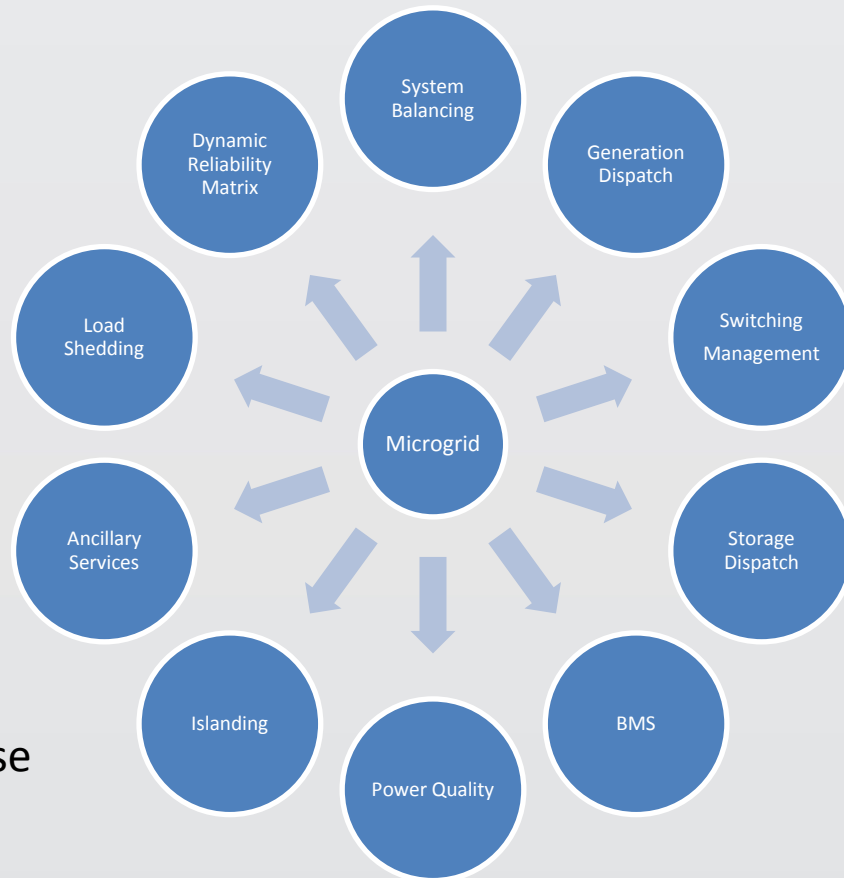 System
Balancing
Generation
Dispatch
Switching
Management
Storage
Dispatch
BMS
Power Quality
Islanding
Ancillary
Services
Load
Shedding
Dynamic
Reliability
Matrix
Microgrid
se